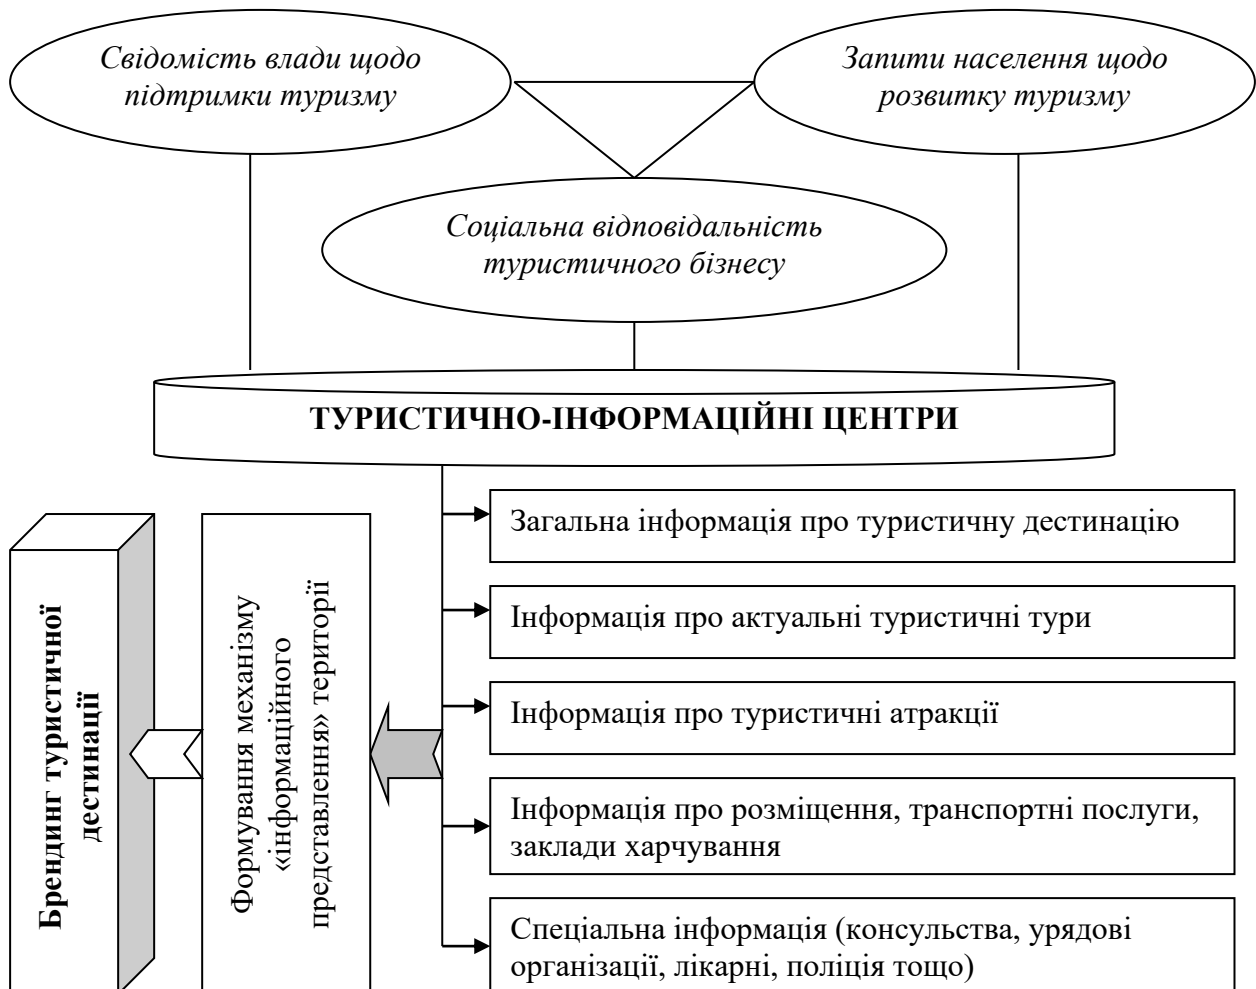 Свідомість влади щодо
підтримки туризму
Запити населення щодо
розвитку туризму
Соціальна відповідальність
туристичного бізнесу
ТУРИСТИЧНО-ІНФОРМАЦІЙНІ ЦЕНТРИ
Загальна інформація про туристичну дестинацію
Інформація про актуальні туристичні тури
Інформація про туристичні атракції
Інформація про розміщення, транспортні послуги,
заклади харчування
Спеціальна інформація (консульства, урядові
організації, лікарні, поліція тощо)
Формування механізму
«інформаційного
представлення» території
Брендинг туристичної
дестинації